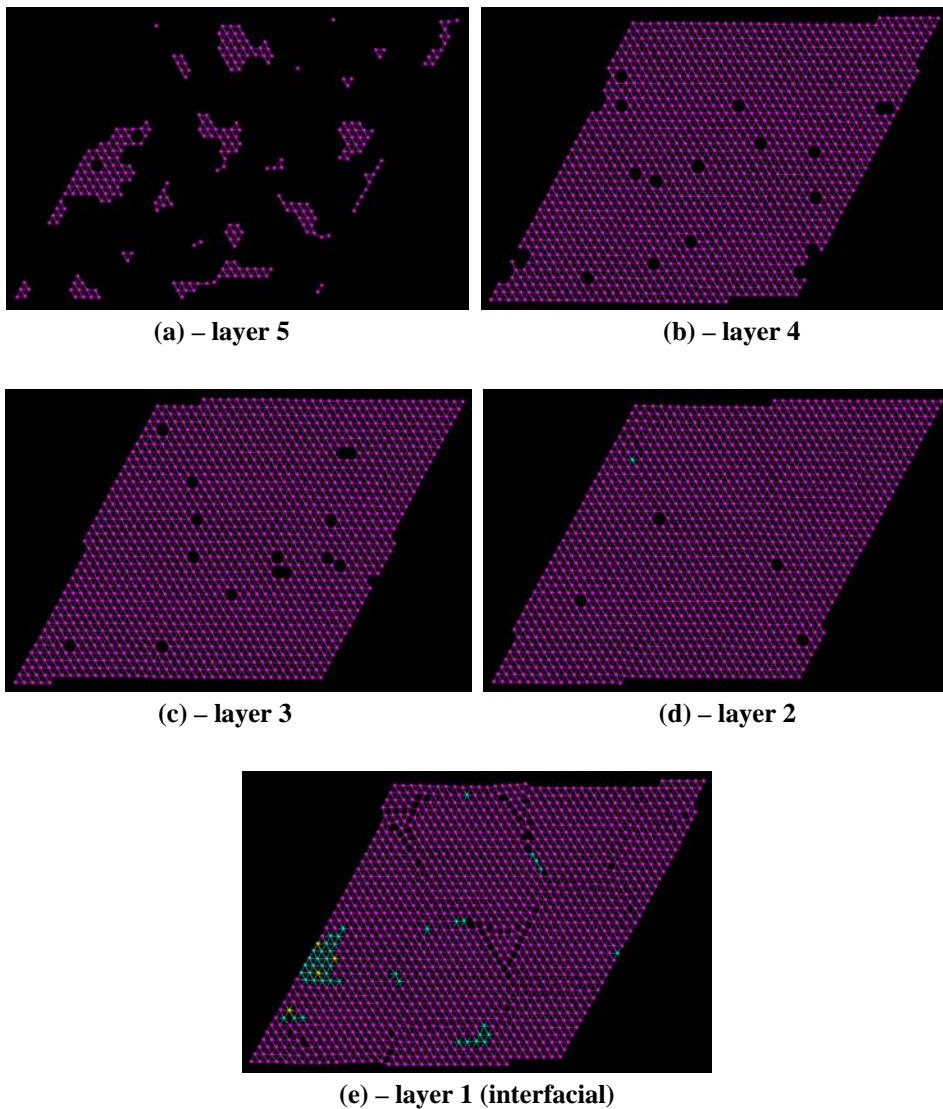 (a) – layer 5
(b) – layer 4
(c) – layer 3
(d) – layer 2
(e) – layer 1 (interfacial)